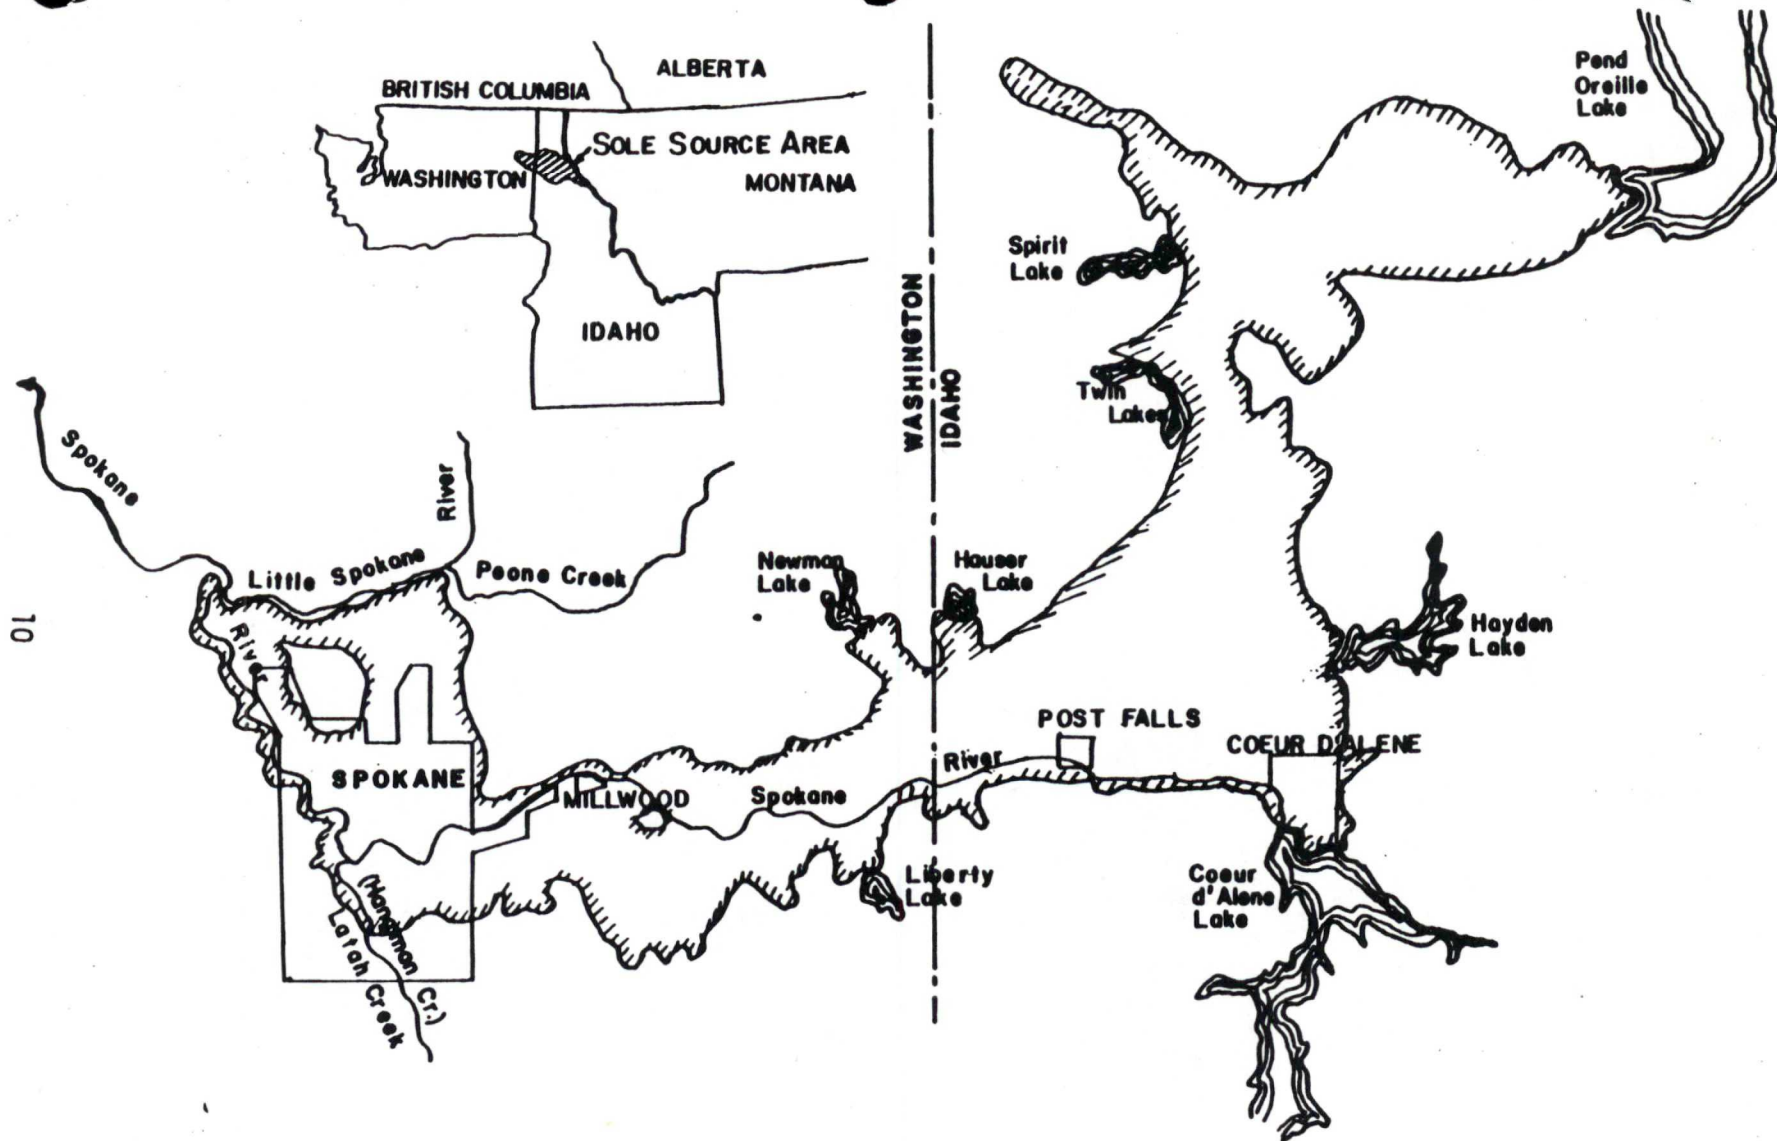 ALBERTA
BRITISH COLUMBIA
SOLE SOURCE AREA
WASHINGTON
MONTANA
IDAHO
Pend
Oreille
Lake
Spirit
Lake
WASHINGTON
IDAHO
Twin
Lakes
Spokane
River
Little Spokane
Peone Creek
Newman
Lake
Hauser
Lake
Hayden
Lake
10
River
POST FALLS
COEUR D'ALENE
SPOKANE
River
MILLWOOD
Spokane
Liberty
Lake
Coeur
d'Alene
Lake
(Hangman Cr.)
Latah Creek